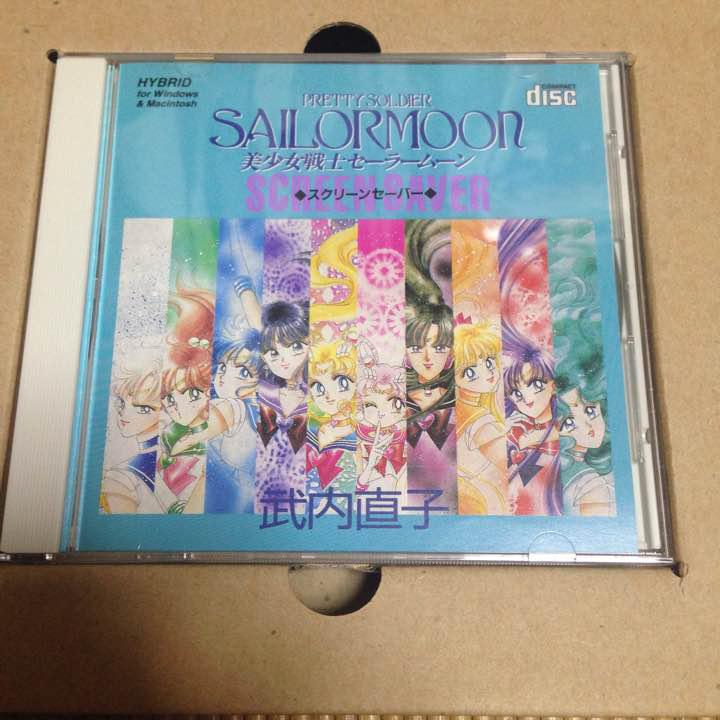 HYBRID
for Windows
& Macintosh
COMPACT
disc
PRETTY SOLDIER
SAILORMOON
美少女戦士セーラームーン
SCREEN SAVER
◆スクリーンセーバー◆
武内直子